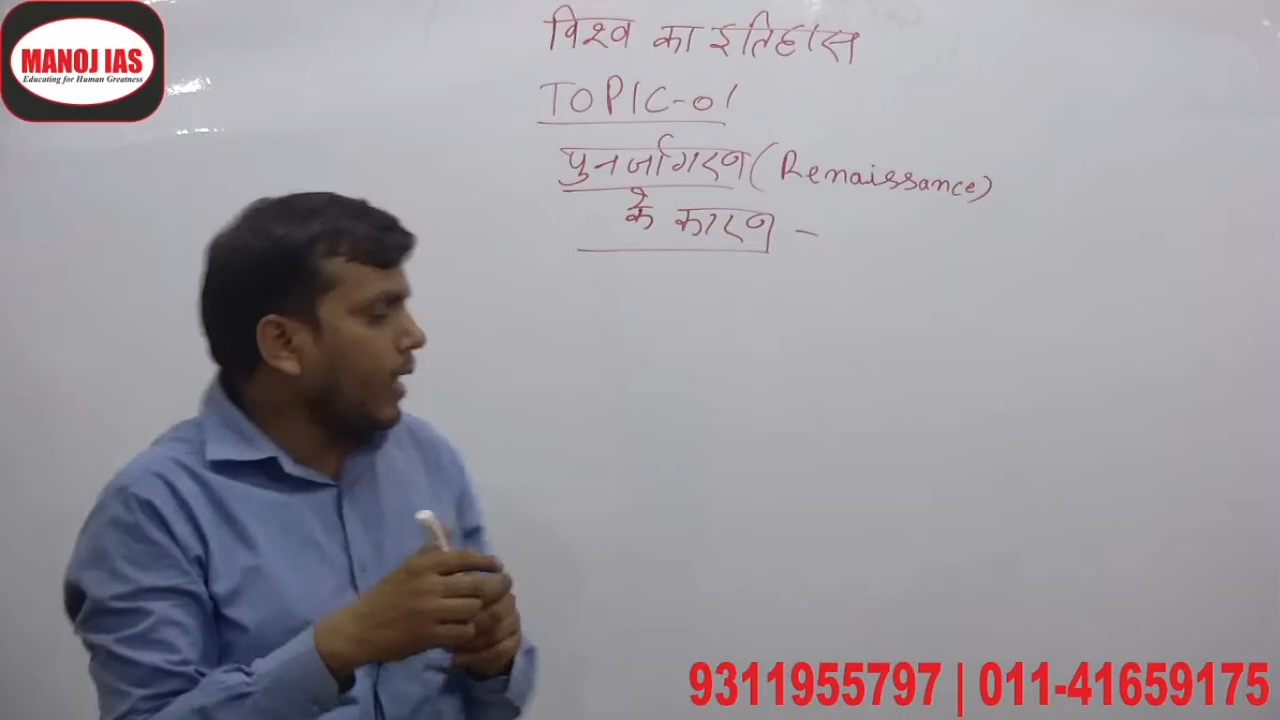 MANOJ IAS
Educating for Human Greatness
विश्व का इतिहास
TOPIC-01
पुनर्जागरण (Renaissance)
के कारण -
9311955797 | 011-41659175